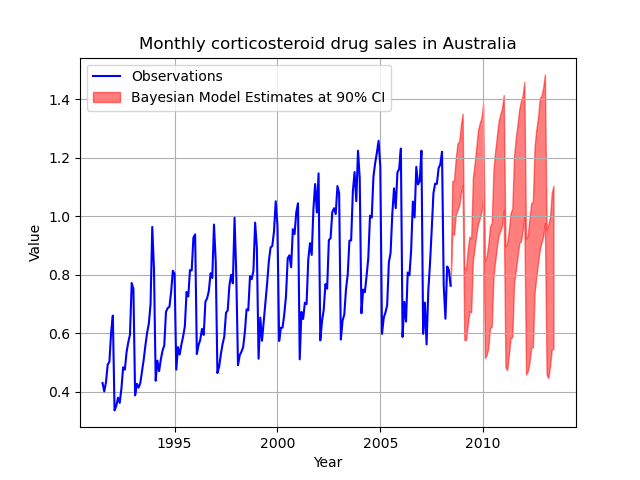 Monthly corticosteroid drug sales in Australia
Observations
Bayesian Model Estimates at 90% CI
Value
1.4
1.2
1.0
0.8
0.6
0.4
1995
2000
2005
2010
Year